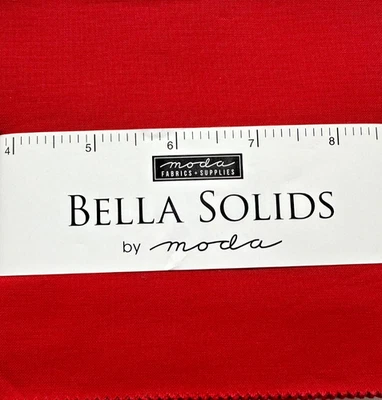 4 5 6 7 8
moda
FABRICS + SUPPLIES
BELLA SOLIDS
by moda